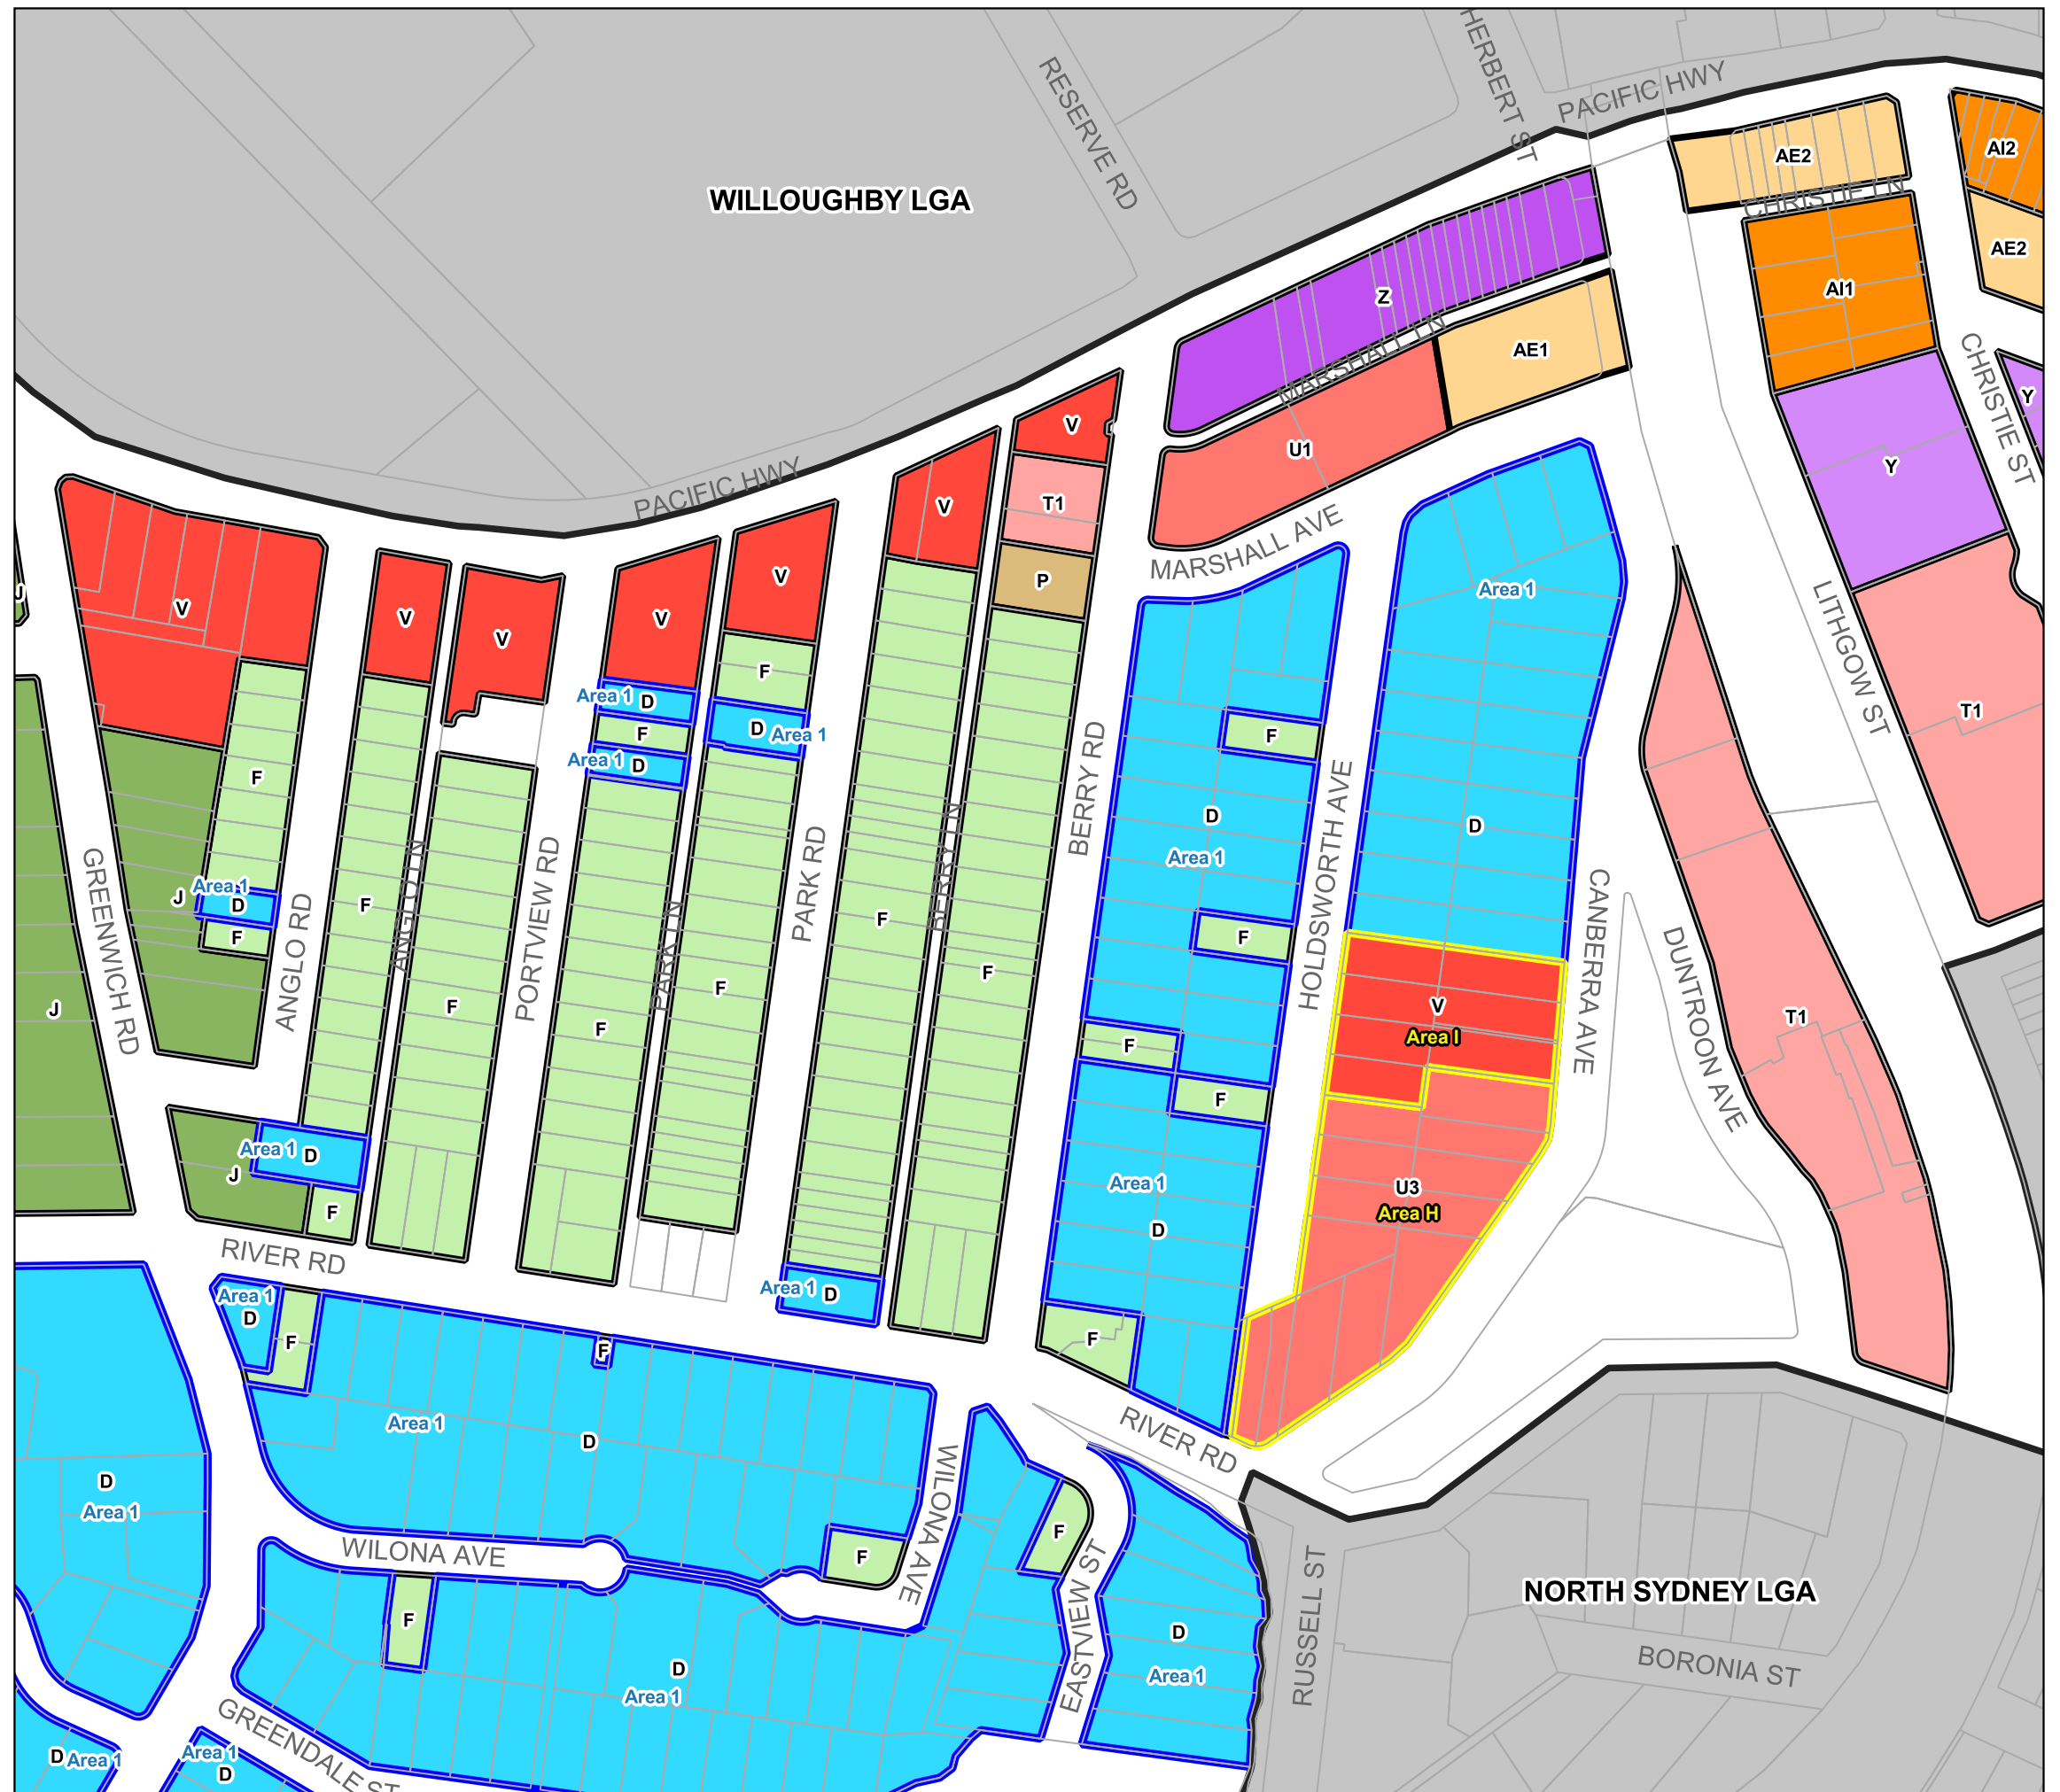 HERBERT ST
PACIFIC HWY
RESERVE RD
WILLOUGHBY LGA
AE2
AI2
CHRISTIE LN
AE2
Z
AI1
MARSHALL LN
AE1
CHRISTIE ST
Y
V
U1
Y
PACIFIC HWY
V
T1
MARSHALL AVE
V
P
J
V
V
V
V
Area 1
LITHGOW ST
F
Area 1
D
D
Area 1
F
F
T1
Area 1
D
F
BERRY RD
HOLDSWORTH AVE
D
D
Area 1
GREENWICH RD
ANGLO LN
PORTVIEW RD
PARK RD
BERRY LN
CANBERRA AVE
Area 1
D
J
F
F
F
ANGLO RD
PARK LN
F
F
DUNTROON AVE
F
F
F
F
J
V
Area I
T1
F
F
Area 1
D
J
F
Area 1
D
U3
Area H
RIVER RD
Area 1
D
Area 1
D
F
F
F
RIVER RD
Area 1
D
WILONA AVE
D
Area 1
WILONA AVE
F
F
EASTVIEW ST
RUSSELL ST
NORTH SYDNEY LGA
F
D
Area 1
D
Area 1
BORONIA ST
GREENDALE ST
D
Area 1
Area 1
D